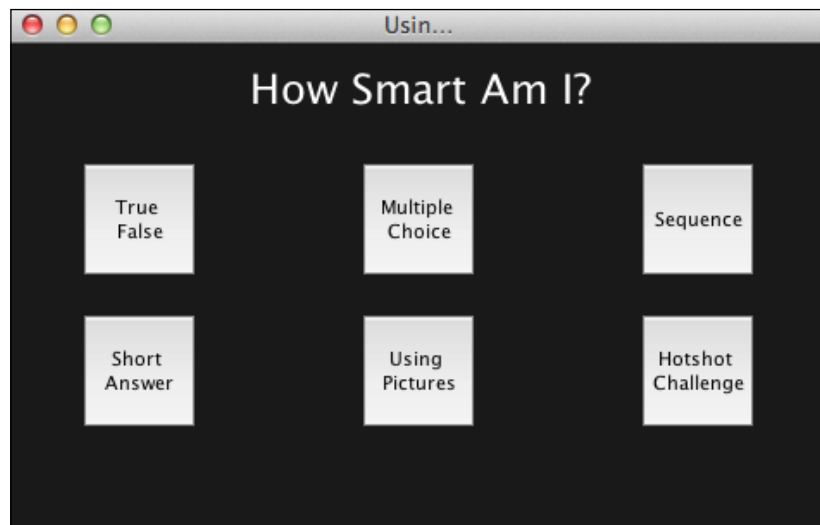 Usin...
How Smart Am I?
True
False
Multiple
Choice
Sequence
Short
Answer
Using
Pictures
Hotshot
Challenge